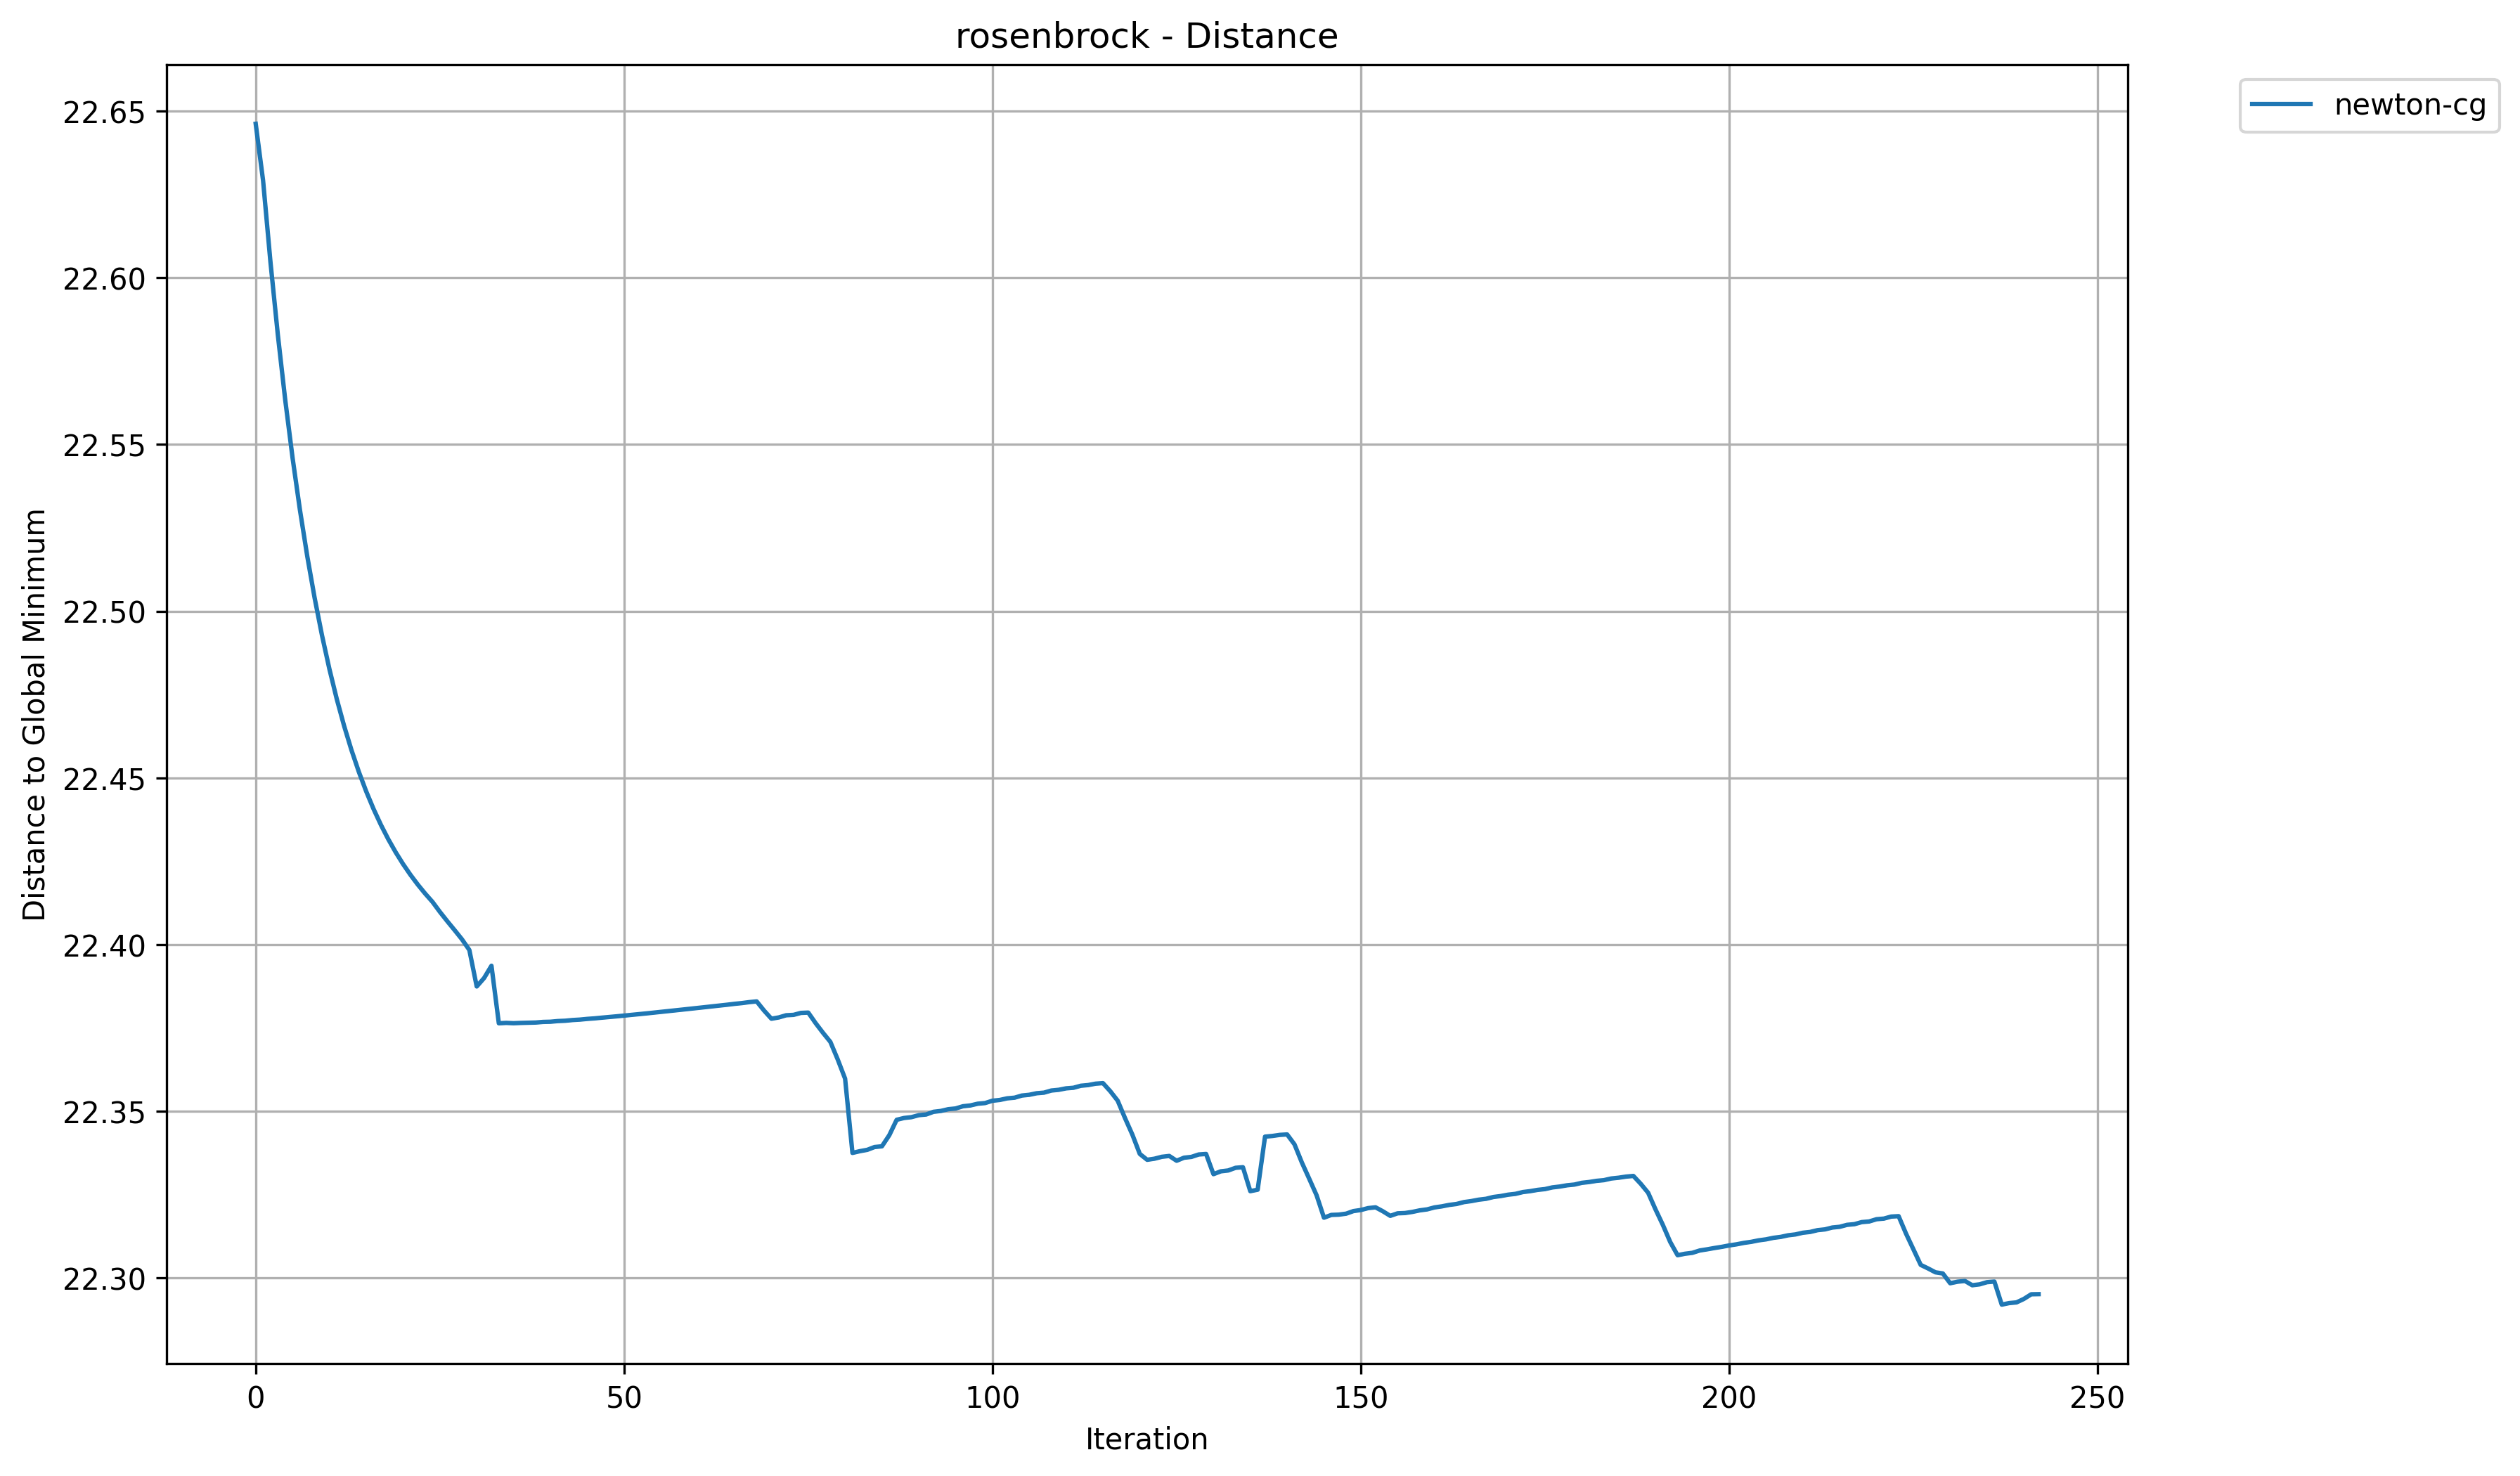 rosenbrock - Distance
newton-cg
Distance to Global Minimum
22.65
22.60
22.55
22.50
22.45
22.40
22.35
22.30
0 50 100 150 200 250
Iteration